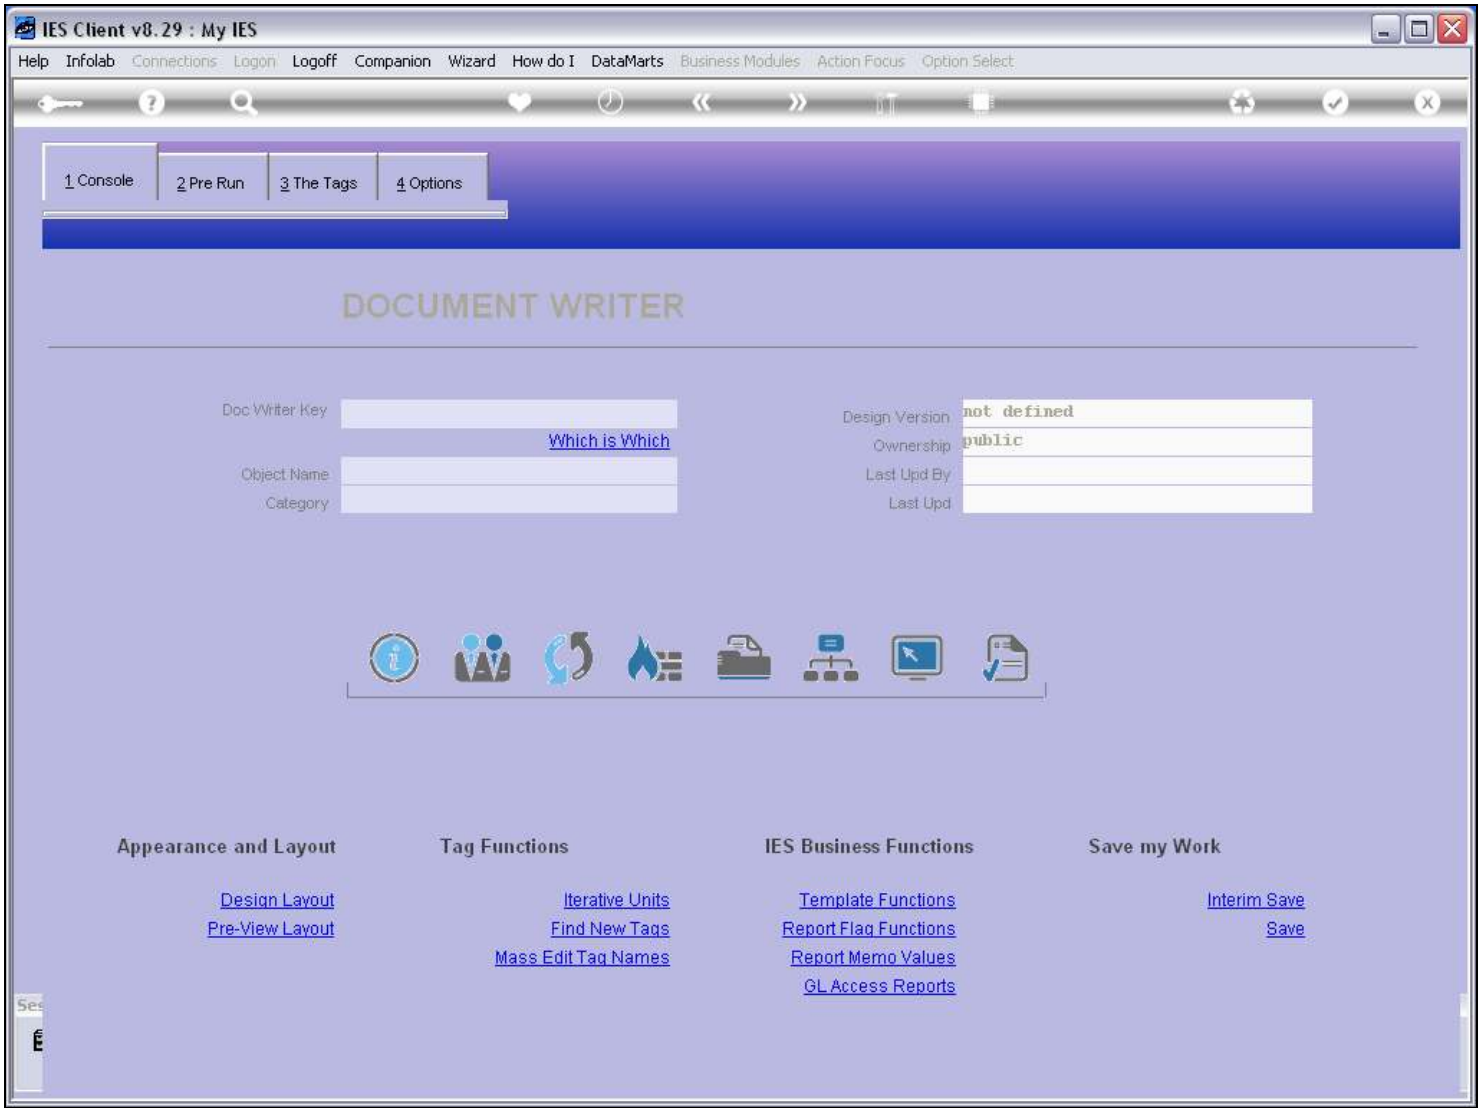 IES Client v8.29 : My IES
Help Infolab Connections Logon Logoff Companion Wizard How do I DataMarts Business Modules Action Focus Option Select
1 Console 2 Pre Run 3 The Tags 4 Options
DOCUMENT WRITER
Doc Writer Key
Design Version not defined
Which is Which
Ownership public
Object Name
Last Upd By
Category
Last Upd
Appearance and Layout Tag Functions IES Business Functions Save my Work
Design Layout Iterative Units Template Functions Interim Save
Pre-View Layout Find New Tags Report Flag Functions Save
Mass Edit Tag Names Report Memo Values
GL Access Reports